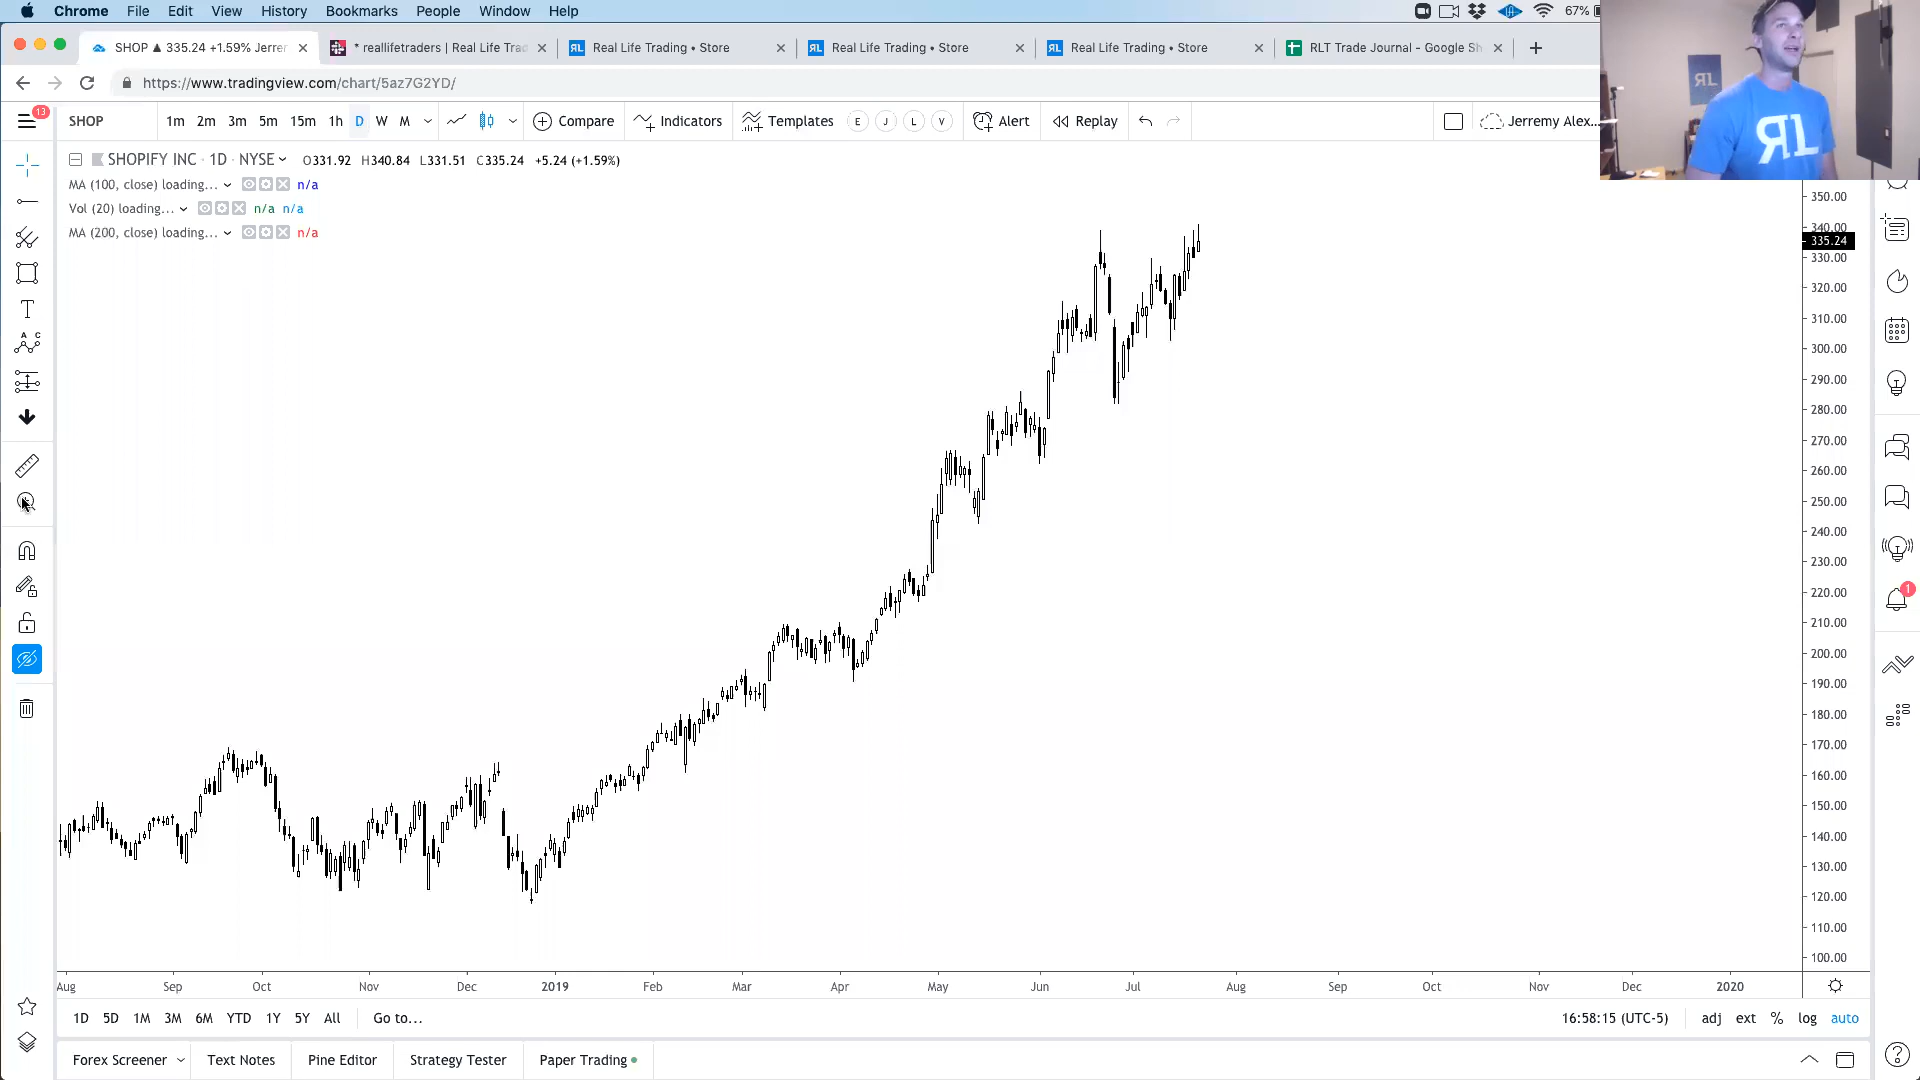 Chrome File Edit View History Bookmarks People Window Help 67%
SHOP ▲ 335.24 +1.59% Jerrer * reallifetraders | Real Life Trad RL Real Life Trading • Store RL Real Life Trading • Store RL Real Life Trading • Store RLT Trade Journal - Google Sh
https://www.tradingview.com/chart/5az7G2YD/
RL
13 SHOP 1m 2m 3m 5m 15m 1h D W M Compare Indicators Templates E J L V Alert Replay Jerremy Alex...
SHOPIFY INC · 1D · NYSE O331.92 H340.84 L331.51 C335.24 +5.24 (+1.59%)
MA (100, close) loading... n/a
Vol (20) loading... n/a n/a
MA (200, close) loading... n/a
350.00
340.00
335.24
330.00
320.00
310.00
300.00
290.00
280.00
270.00
260.00
250.00
240.00
230.00
220.00
210.00
200.00
190.00
180.00
170.00
160.00
150.00
140.00
130.00
120.00
110.00
100.00
1
Aug Sep Oct Nov Dec 2019 Feb Mar Apr May Jun Jul Aug Sep Oct Nov Dec 2020
1D 5D 1M 3M 6M YTD 1Y 5Y All Go to... 16:58:15 (UTC-5) adj ext % log auto
Forex Screener Text Notes Pine Editor Strategy Tester Paper Trading